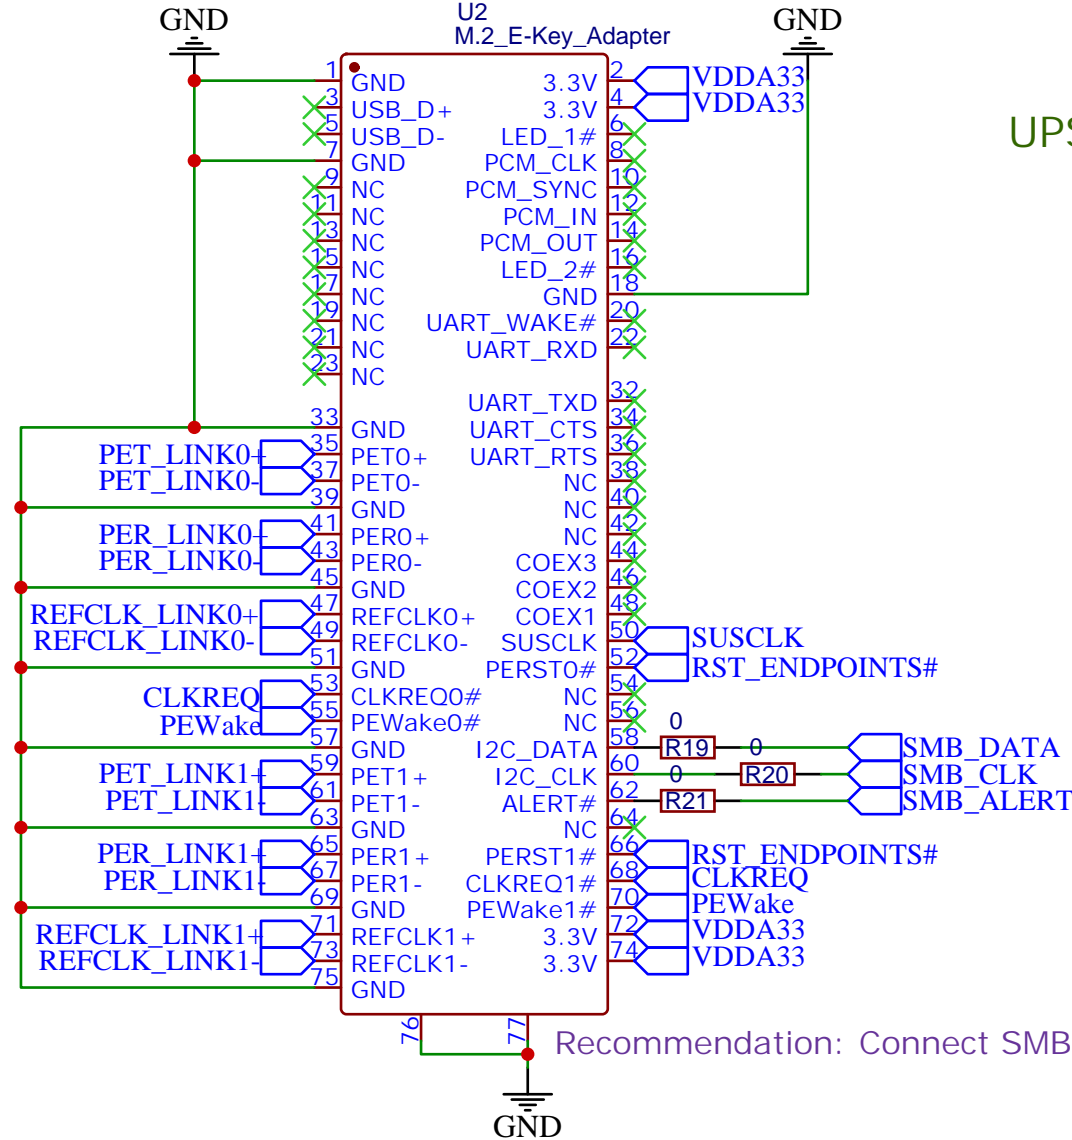 GND
U2
M.2_E-Key_Adapter
GND
UPS
1 GND 3.3V 2 VDDA33
3 USB_D+ 3.3V 4 VDDA33
5 USB_D- LED_1# 6
7 GND PCM_CLK 8
9 NC PCM_SYNC 10
11 NC PCM_IN 12
13 NC PCM_OUT 14
15 NC LED_2# 16
17 NC GND 18
19 NC UART_WAKE# 20
21 NC UART_RXD 22
23 NC
UART_TXD 32
33 GND UART_CTS 34
PET_LINK0+ 35 PET0+ UART_RTS 36
PET_LINK0- 37 PET0- NC 38
39 GND NC 40
PER_LINK0+ 41 PER0+ NC 42
PER_LINK0- 43 PER0- COEX3 44
45 GND COEX2 46
REFCLK_LINK0+ 47 REFCLK0+ COEX1 48
REFCLK_LINK0- 49 REFCLK0- SUSCLK 50 SUSCLK
51 GND PERST0# 52 RST_ENDPOINTS#
CLKREQ 53 CLKREQ0# NC 54
PEWake 55 PEWake0# NC 56
0
57 GND I2C_DATA 58 R19 0 SMB_DATA
PET_LINK1+ 59 PET1+ I2C_CLK 60 0 R20 SMB_CLK
PET_LINK1- 61 PET1- ALERT# 62 R21 SMB_ALERT
63 GND NC 64
PER_LINK1+ 65 PER1+ PERST1# 66 RST_ENDPOINTS#
PER_LINK1- 67 PER1- CLKREQ1# 68 CLKREQ
69 GND PEWake1# 70 PEWake
REFCLK_LINK1+ 71 REFCLK1+ 3.3V 72 VDDA33
REFCLK_LINK1- 73 REFCLK1- 3.3V 74 VDDA33
75 GND
76 77
Recommendation: Connect SMB
GND